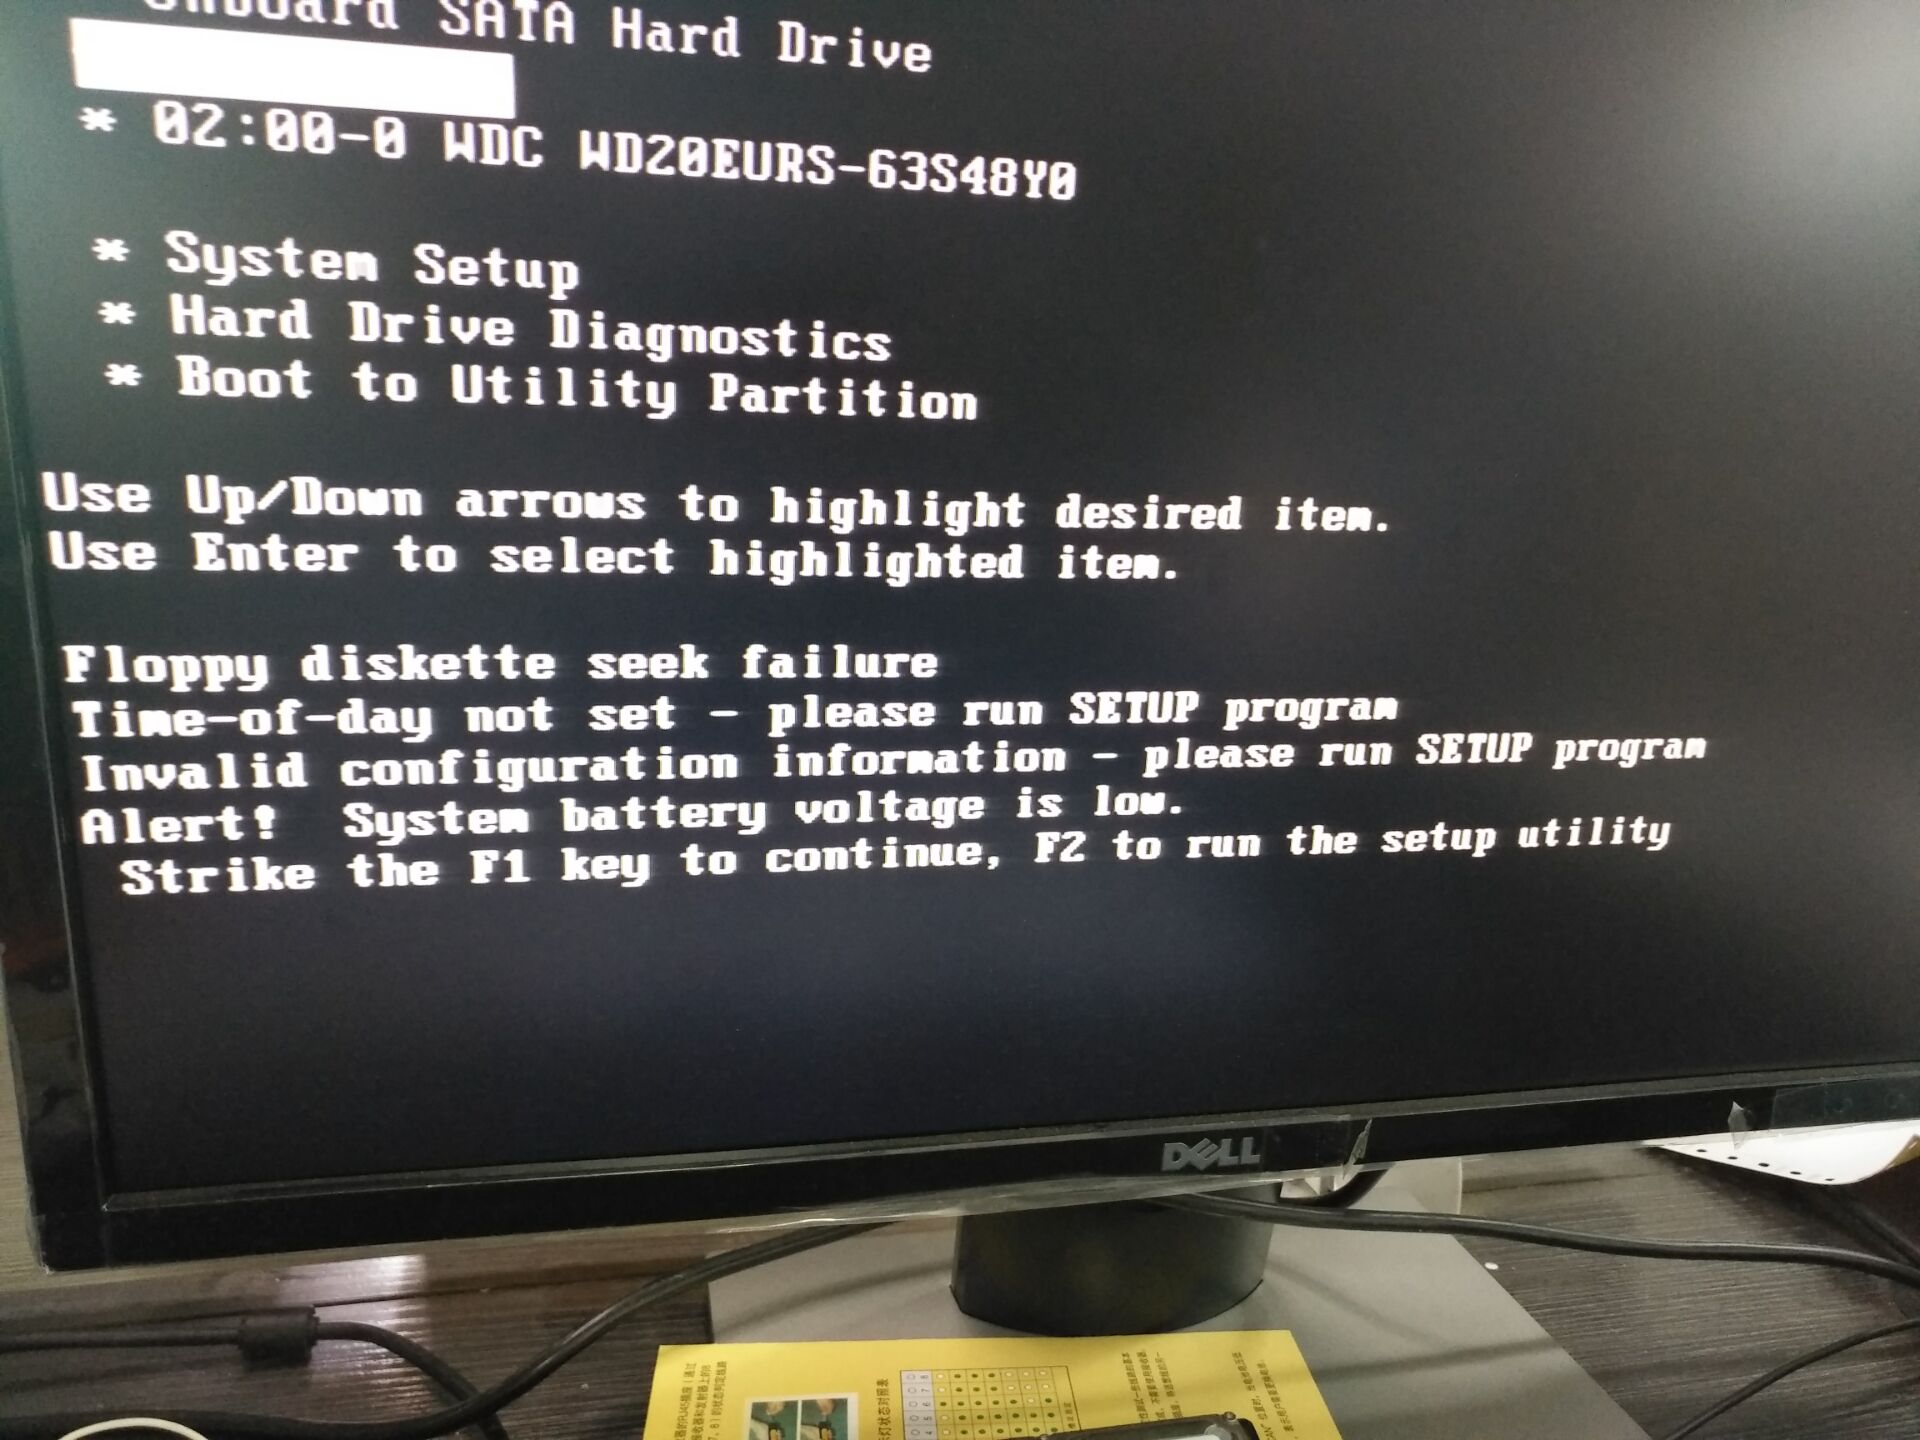 Onboard SATA Hard Drive
* 02:00-0 WDC WD20EURS-63S48Y0
* System Setup
* Hard Drive Diagnostics
* Boot to Utility Partition
Use Up/Down arrows to highlight desired item.
Use Enter to select highlighted item.
Floppy diskette seek failure
Time-of-day not set - please run SETUP program
Invalid configuration information - please run SETUP program
Alert!  System battery voltage is low.
Strike the F1 key to continue, F2 to run the setup utility
DELL